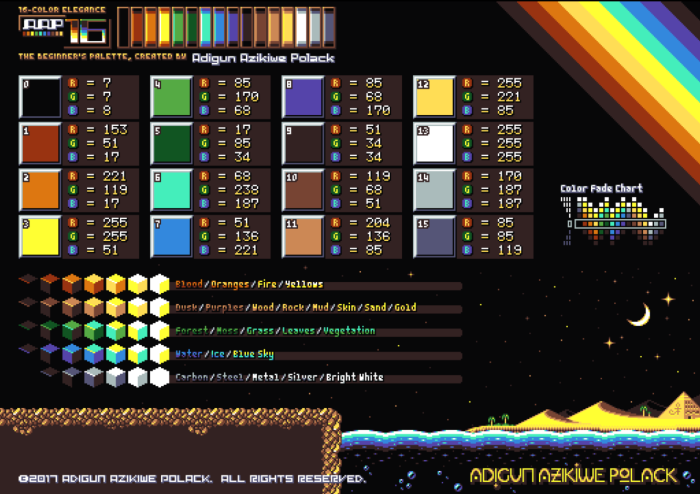 16-COLOR ELEGANCE
AAP
16
THE BEGINNER'S PALETTE, CREATED BY Adigun Azikiwe Polack
0 R = 7 4 R = 85 8 R = 85 12 R = 255
G = 7 G = 170 G = 68 G = 221
B = 8 B = 68 B = 170 B = 85
1 R = 153 5 R = 17 9 R = 51 13 R = 255
G = 51 G = 85 G = 34 G = 255
B = 17 B = 34 B = 34 B = 255
2 R = 221 6 R = 68 10 R = 119 14 R = 170
G = 119 G = 238 G = 68 G = 187
B = 17 B = 187 B = 51 B = 187
3 R = 255 7 R = 51 11 R = 204 15 R = 85
G = 255 G = 136 G = 136 G = 85
B = 51 B = 221 B = 85 B = 119
Color Fade Chart
Blood/Oranges/Fire/Yellows
Dusk/Purples/Wood/Rock/Mud/Skin/Sand/Gold
Forest/Moss/Grass/Leaves/Vegetation
Water/Ice/Blue Sky
Carbon/Steel/Metal/Silver/Bright White
©2017 ADIGUN AZIKIWE POLACK. ALL RIGHTS RESERVED.
ADIGUN AZIKIWE POLACK